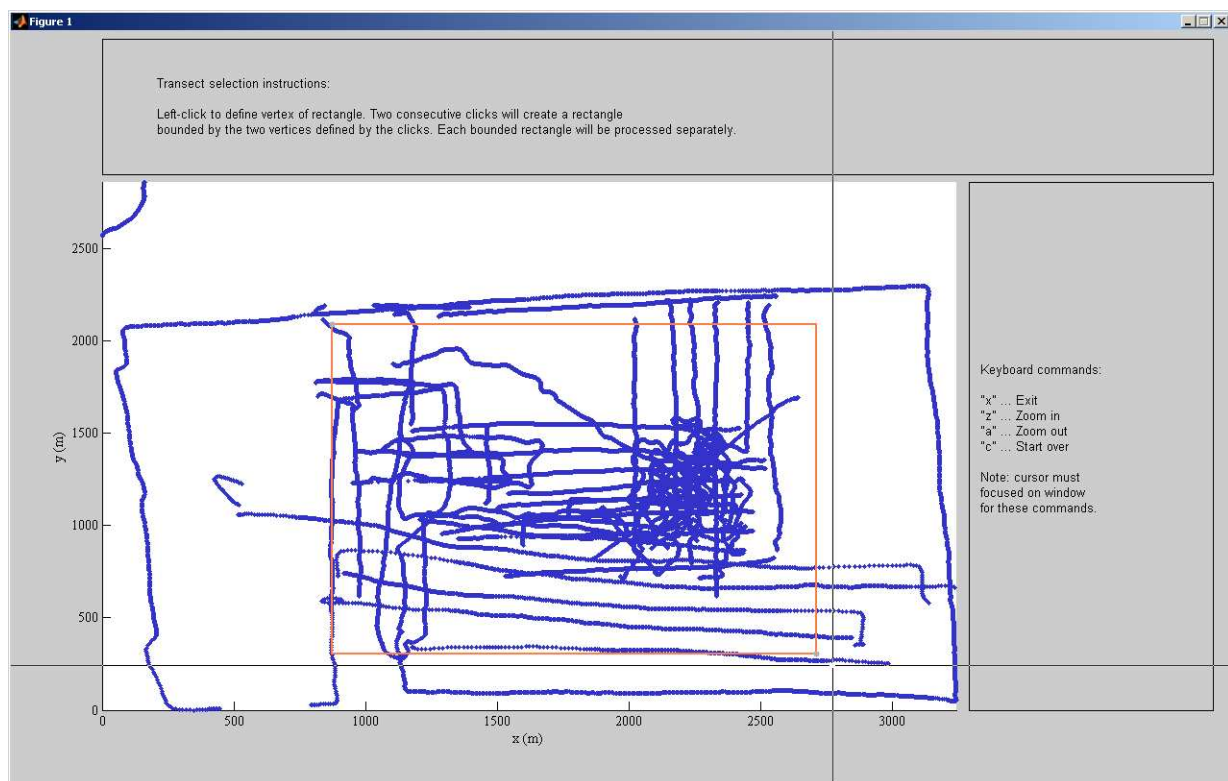 Figure 1
Transect selection instructions:
Left-click to define vertex of rectangle. Two consecutive clicks will create a rectangle
bounded by the two vertices defined by the clicks. Each bounded rectangle will be processed separately.
2500
2000
1500
1000
500
0
y (m)
0 500 1000 1500 2000 2500 3000
x (m)
Keyboard commands:
"x" ... Exit
"z" ... Zoom in
"a" ... Zoom out
"c" ... Start over
Note: cursor must
focused on window
for these commands.